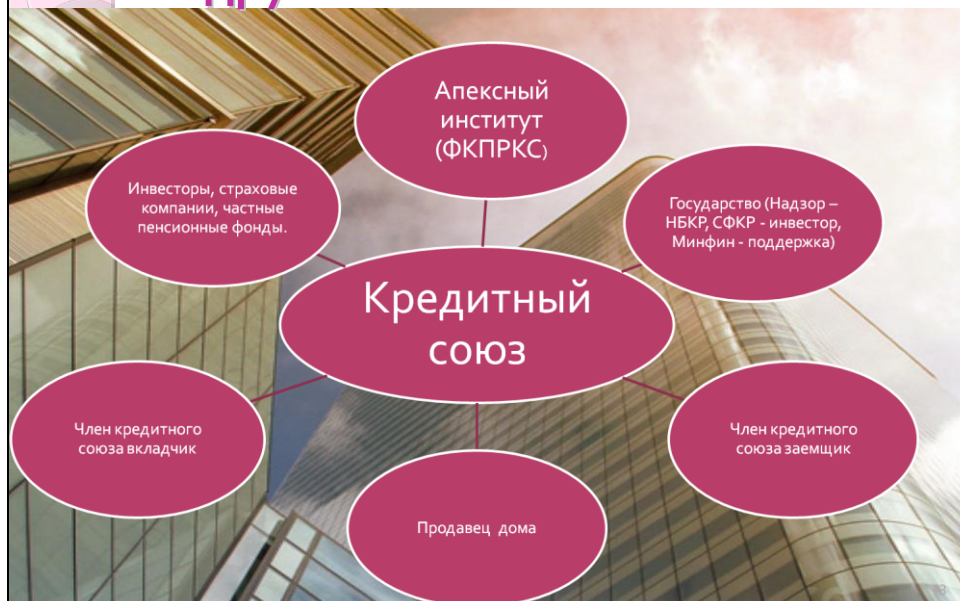 Апексный
институт
(ФКПРКС)
Инвесторы, страховые
компании, частные
пенсионные фонды.
Государство (Надзор –
НБКР, СФКР - инвестор,
Минфин - поддержка)
Кредитный
союз
Член кредитного
союза вкладчик
Член кредитного
союза заемщик
Продавец дома